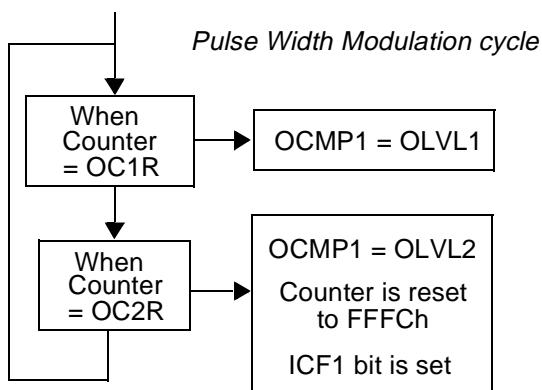 Pulse Width Modulation cycle
When
Counter
= OC1R
OCMP1 = OLVL1
When
Counter
= OC2R
OCMP1 = OLVL2
Counter is reset
to FFFCh
ICF1 bit is set